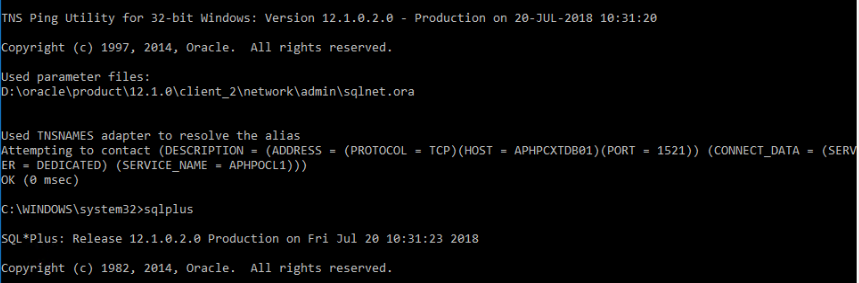 TNS Ping Utility for 32-bit Windows: Version 12.1.0.2.0 - Production on 20-JUL-2018 10:31:20
Copyright (c) 1997, 2014, Oracle.  All rights reserved.
Used parameter files:
D:\oracle\product\12.1.0\client_2\network\admin\sqlnet.ora
Used TNSNAMES adapter to resolve the alias
Attempting to contact (DESCRIPTION = (ADDRESS = (PROTOCOL = TCP)(HOST = APHPCXTDB01)(PORT = 1521)) (CONNECT_DATA = (SERV
ER = DEDICATED) (SERVICE_NAME = APHPOCL1)))
OK (0 msec)
C:\WINDOWS\system32>sqlplus
SQL*Plus: Release 12.1.0.2.0 Production on Fri Jul 20 10:31:23 2018
Copyright (c) 1982, 2014, Oracle.  All rights reserved.